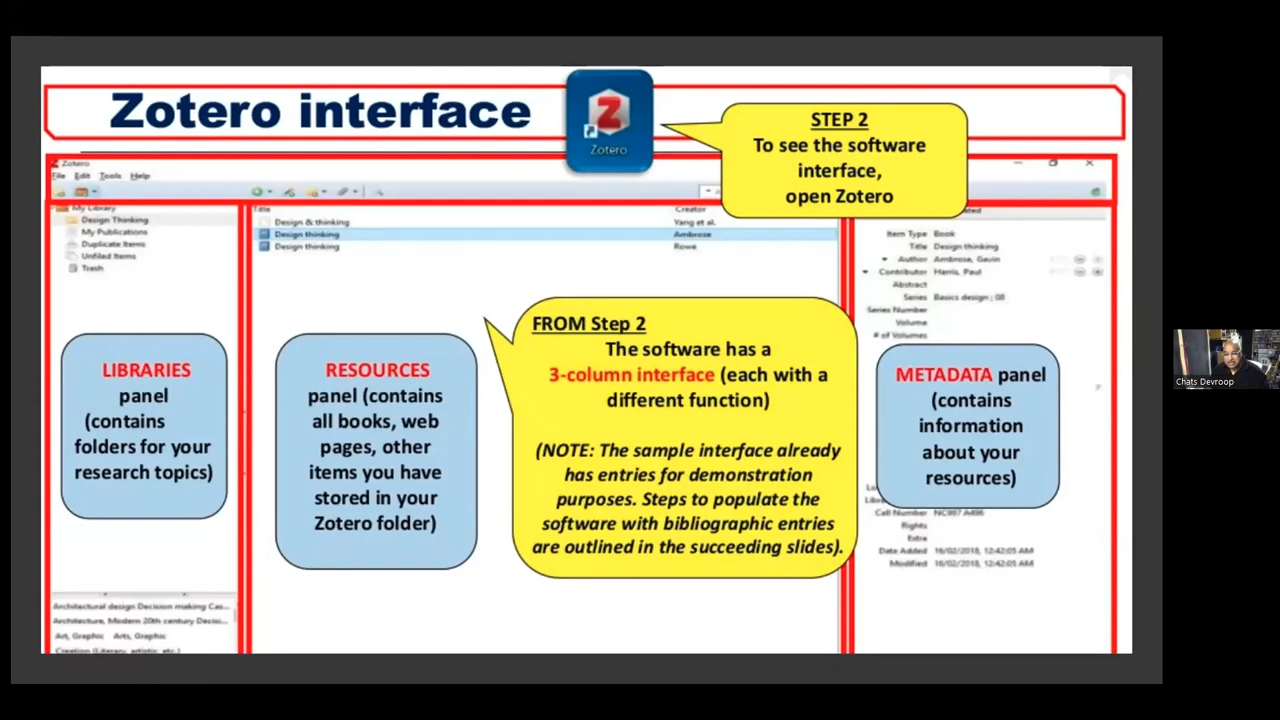 Zotero interface
Zotero
STEP 2
To see the software
interface,
open Zotero
Zotero
File Edit Tools Help
My Library
Design Thinking
My Publications
Duplicate Items
Unfiled Items
Trash
Title Creator
Design & thinking Yang et al.
Design thinking Ambrose
Design thinking Rowe
Item Type Book
Title Design thinking
Author Ambrose, Gavin
Contributor Harris, Paul
Abstract
Series Basics design ; 08
Series Number
Volume
# of Volumes
LIBRARIES
panel
(contains
folders for your
research topics)
RESOURCES
panel (contains
all books, web
pages, other
items you have
stored in your
Zotero folder)
FROM Step 2
The software has a
3-column interface (each with a
different function)
(NOTE: The sample interface already
has entries for demonstration
purposes. Steps to populate the
software with bibliographic entries
are outlined in the succeeding slides).
METADATA panel
(contains
information
about your
resources)
Call Number NC997 A496
Rights
Extra
Date Added 16/02/2018, 12:42:05 AM
Modified 16/02/2018, 12:42:05 AM
Architectural design Decision making Cas...
Architecture, Modern 20th century Decisi...
Art, Graphic Arts, Graphic
Creation (Literary, artistic, etc.)
Chats Devroop